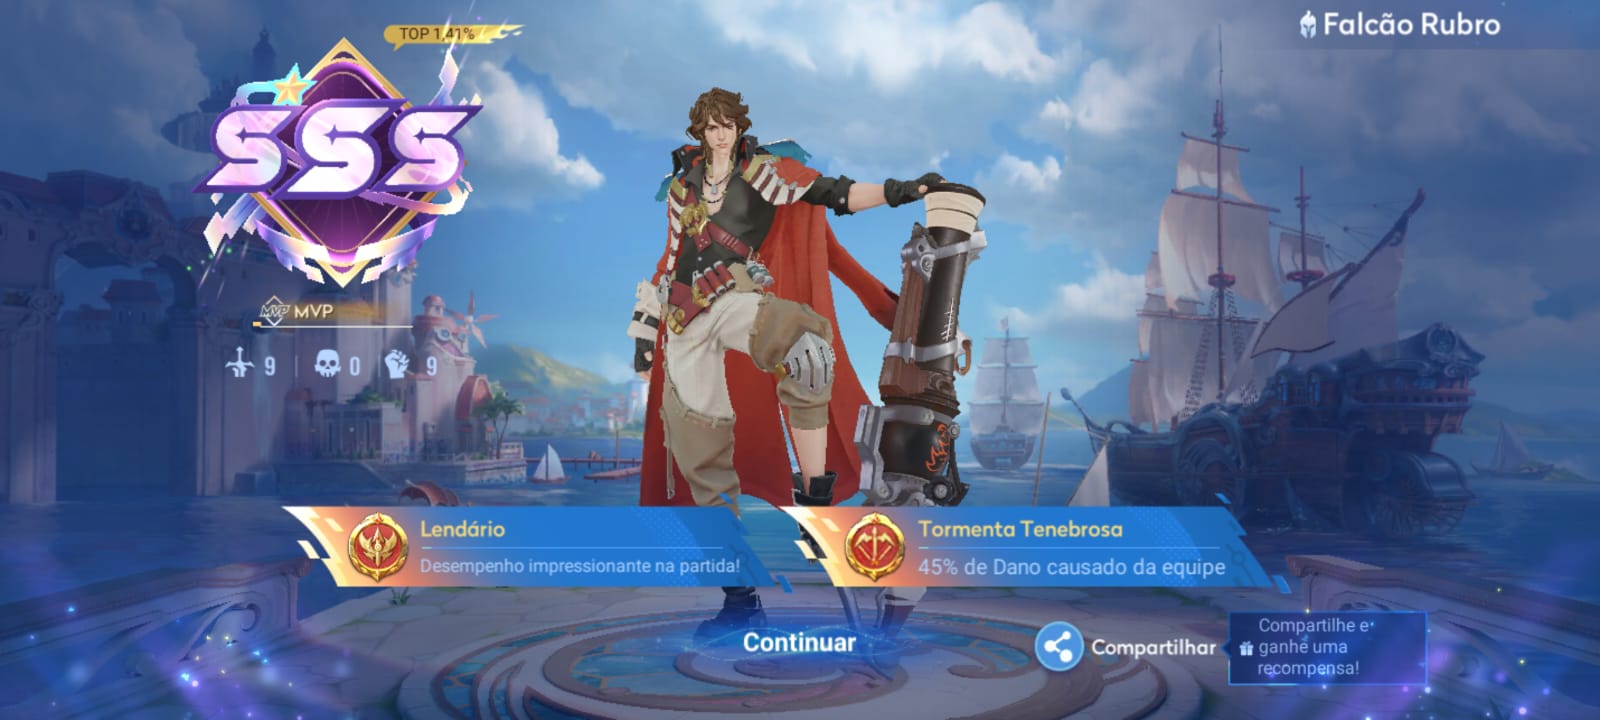 TOP 1,41%
Falcão Rubro
SSS
MVP MVP
9 0 9
Lendário
Desempenho impressionante na partida!
Tormenta Tenebrosa
45% de Dano causado da equipe
Continuar
Compartilhar
Compartilhe e
ganhe uma
recompensa!